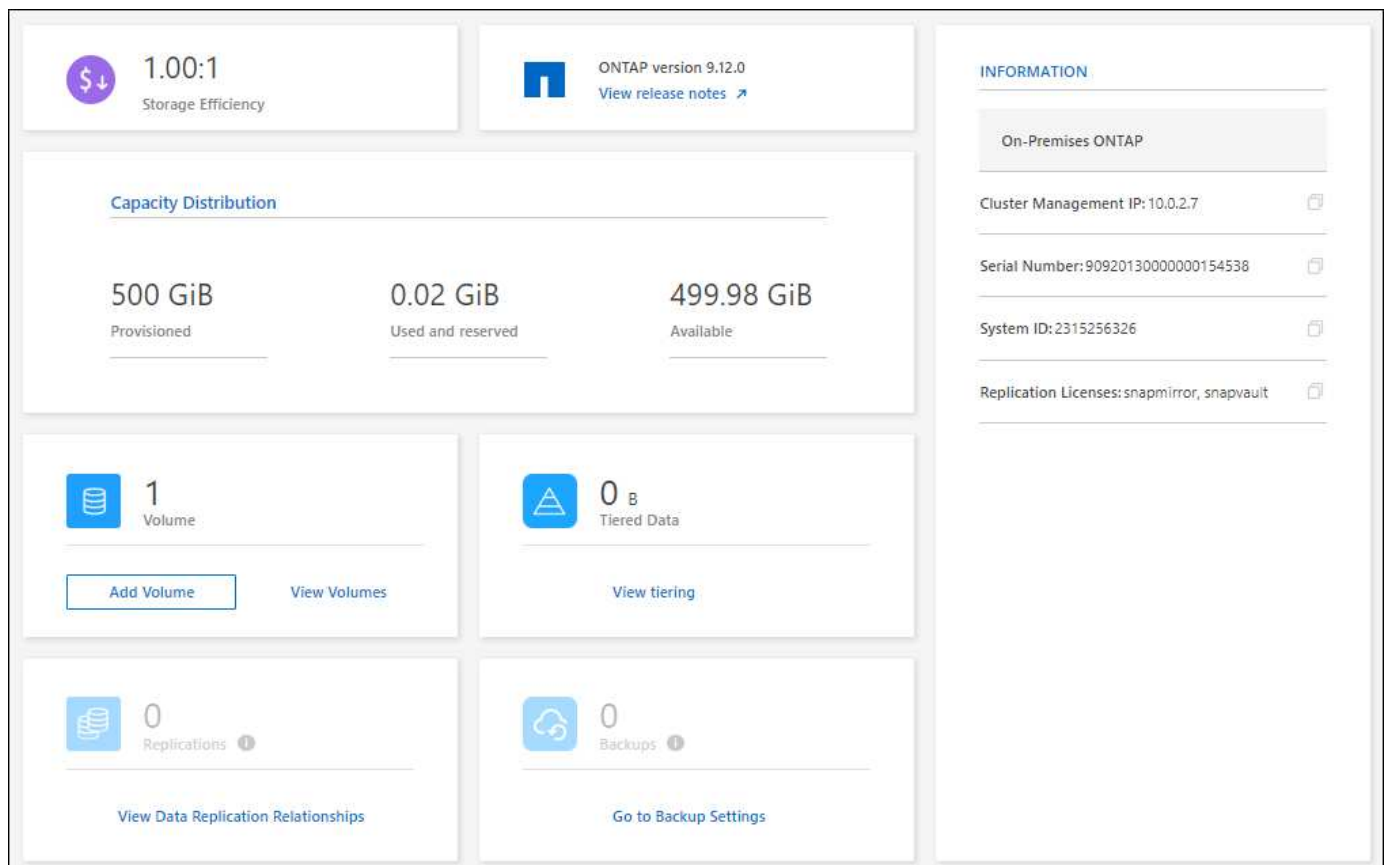 1.00:1
Storage Efficiency
ONTAP version 9.12.0
View release notes
Capacity Distribution
500 GiB
Provisioned
0.02 GiB
Used and reserved
499.98 GiB
Available
1
Volume
Add Volume
View Volumes
0 B
Tiered Data
View tiering
0
Replications
View Data Replication Relationships
0
Backups
Go to Backup Settings
INFORMATION
On-Premises ONTAP
Cluster Management IP: 10.0.2.7
Serial Number: 90920130000000154538
System ID: 2315256326
Replication Licenses: snapmirror, snapvault